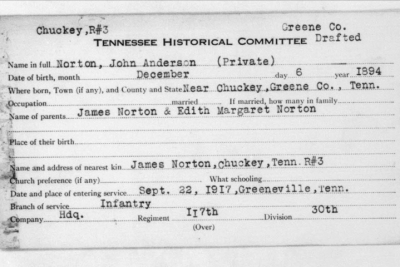 Chuckey,R#3 Greene Co.
TENNESSEE HISTORICAL COMMITTEE Drafted
Name in full Norton, John Anderson (Private)
Date of birth, month December day 6 year 1894
Where born, Town (if any), and County and State Near Chuckey,Greene Co., Tenn.
Occupation married If married, how many in family
Name of parents James Norton & Edith Margaret Norton
Place of their birth
Name and address of nearest kin James Norton,Chuckey,Tenn.R#3
Church preference (if any) What schooling
Date and place of entering service Sept. 22, 1917,Greeneville,Tenn.
Branch of service Infantry
Company Hdq. Regiment II7th Division 30th
(Over)